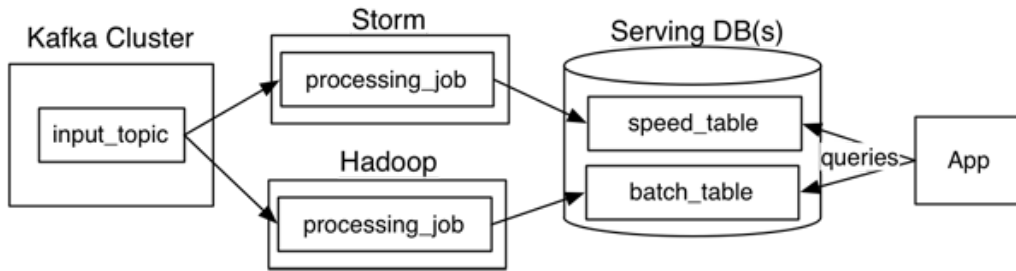 Kafka Cluster
input_topic
Storm
processing_job
Hadoop
processing_job
Serving DB(s)
speed_table
batch_table
queries
App